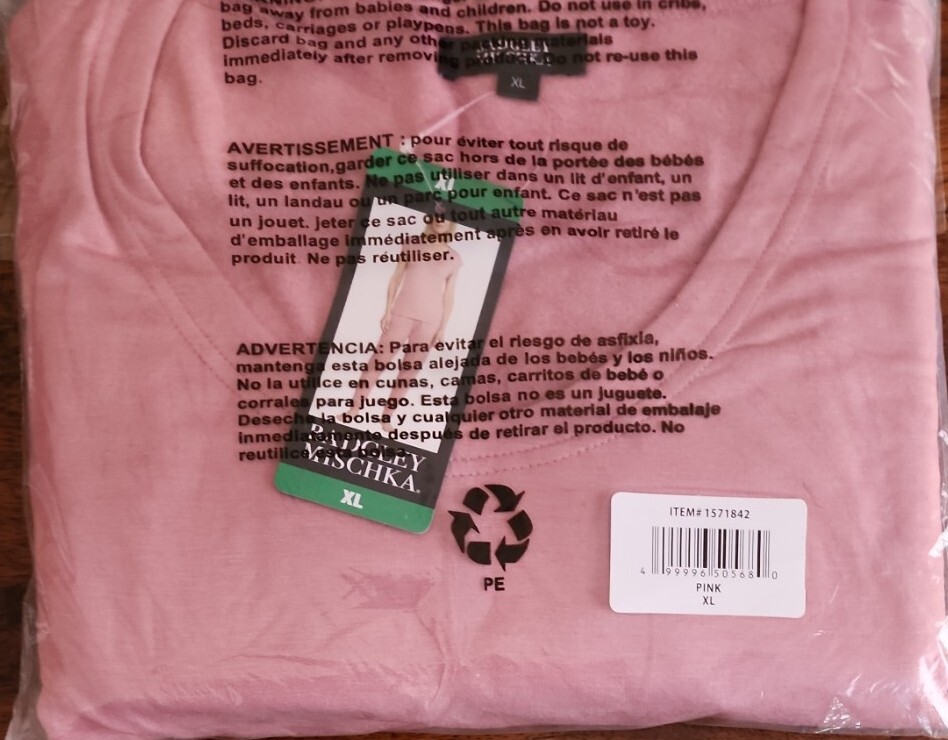 bag away from babies and children. Do not use in cribs,
beds, carriages or playpens. This bag is not a toy.
Discard bag and any other packing materials
immediately after removing product. Do not re-use this
bag.
XL
AVERTISSEMENT : pour éviter tout risque de
suffocation,garder ce sac hors de la portée des bébés
et des enfants. Ne pas utiliser dans un lit d'enfant, un
lit, un landau ou un parc pour enfant. Ce sac n'est pas
un jouet. jeter ce sac ou tout autre matériau
d'emballage immédiatement après en avoir retiré le
produit. Ne pas réutiliser.
XL
ADVERTENCIA: Para evitar el riesgo de asfixia,
mantenga esta bolsa alejada de los bebés y los niños.
No la utilice en cunas, camas, carritos de bebé o
corrales para juego. Esta bolsa no es un juguete.
Deseche la bolsa y cualquier otro material de embalaje
inmediatamente después de retirar el producto. No
reutilice esta bolsa.
BADGLEY
MISCHKA.
XL
PE
ITEM# 1571842
4 99996 50568 0
PINK
XL